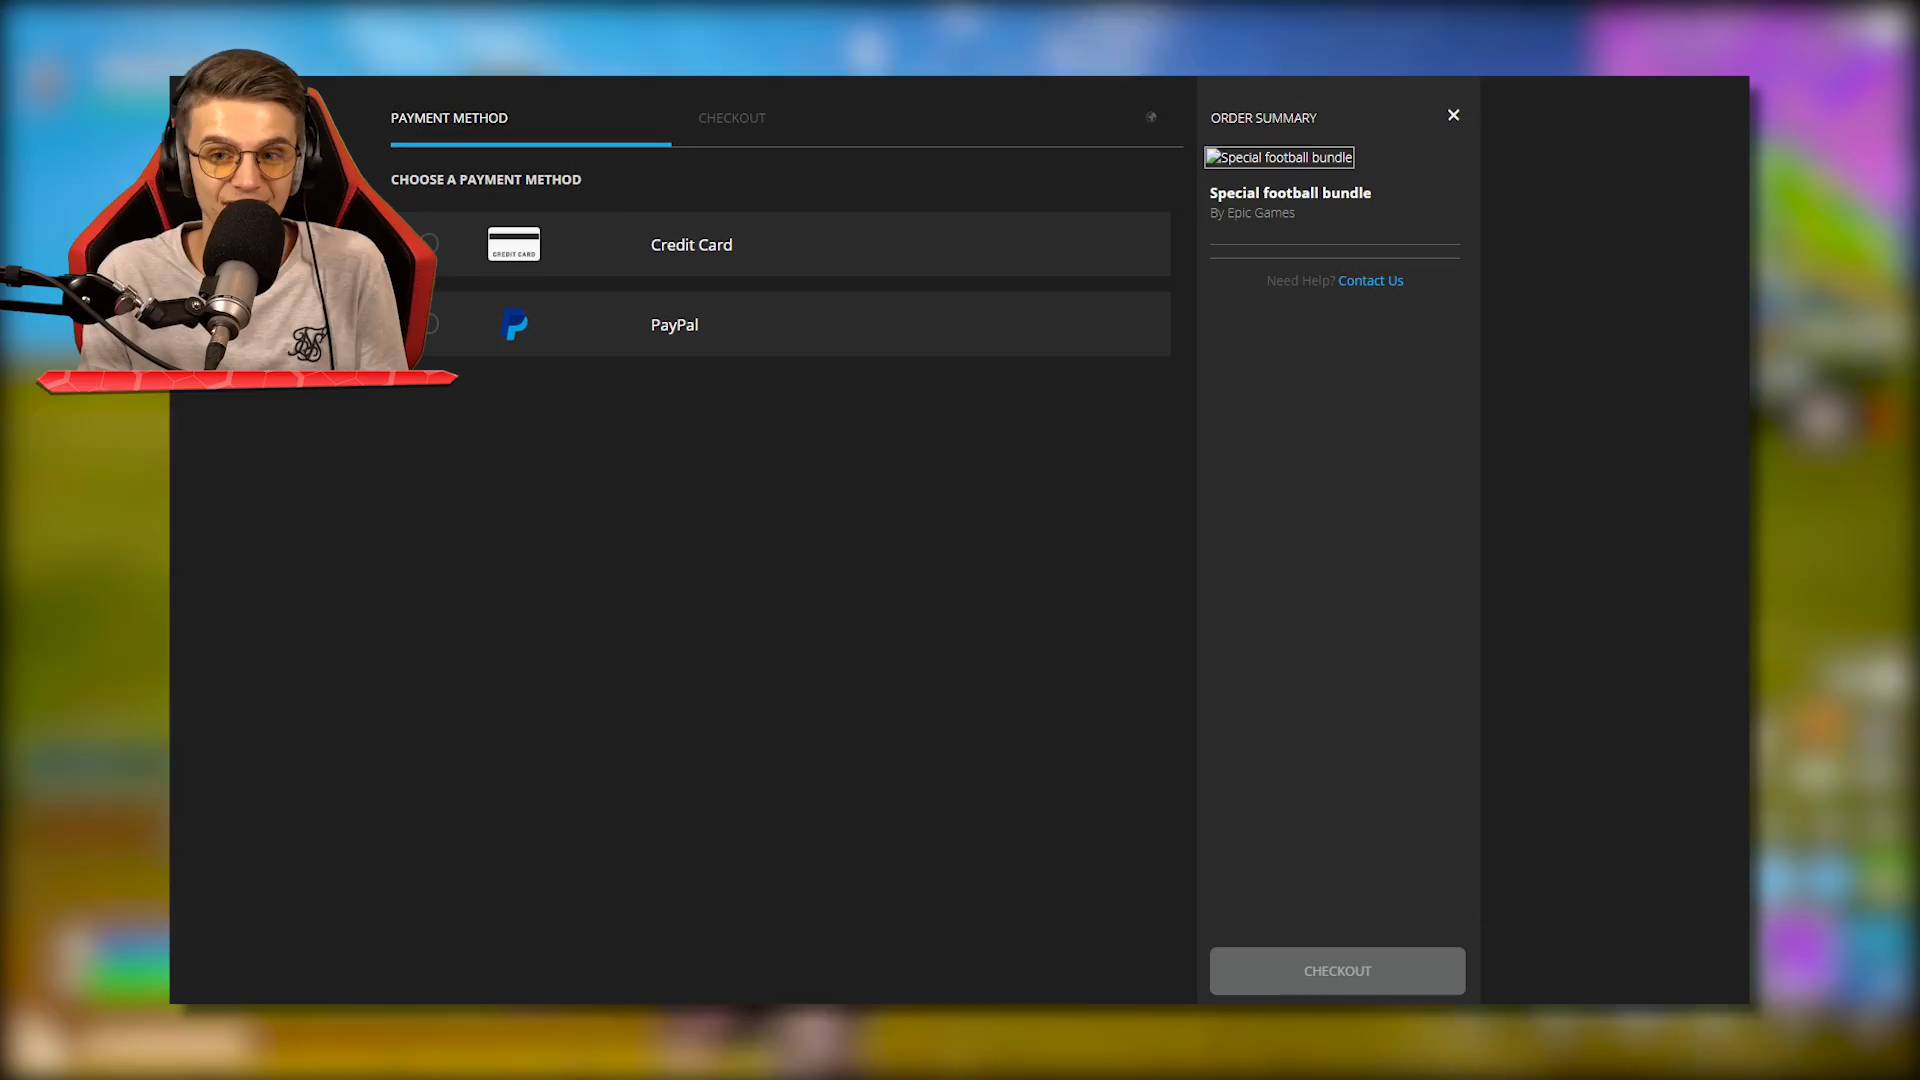 PAYMENT METHOD
CHECKOUT
CHOOSE A PAYMENT METHOD
CREDIT CARD
Credit Card
PayPal
ORDER SUMMARY
Special football bundle
Special football bundle
By Epic Games
Need Help? Contact Us
CHECKOUT